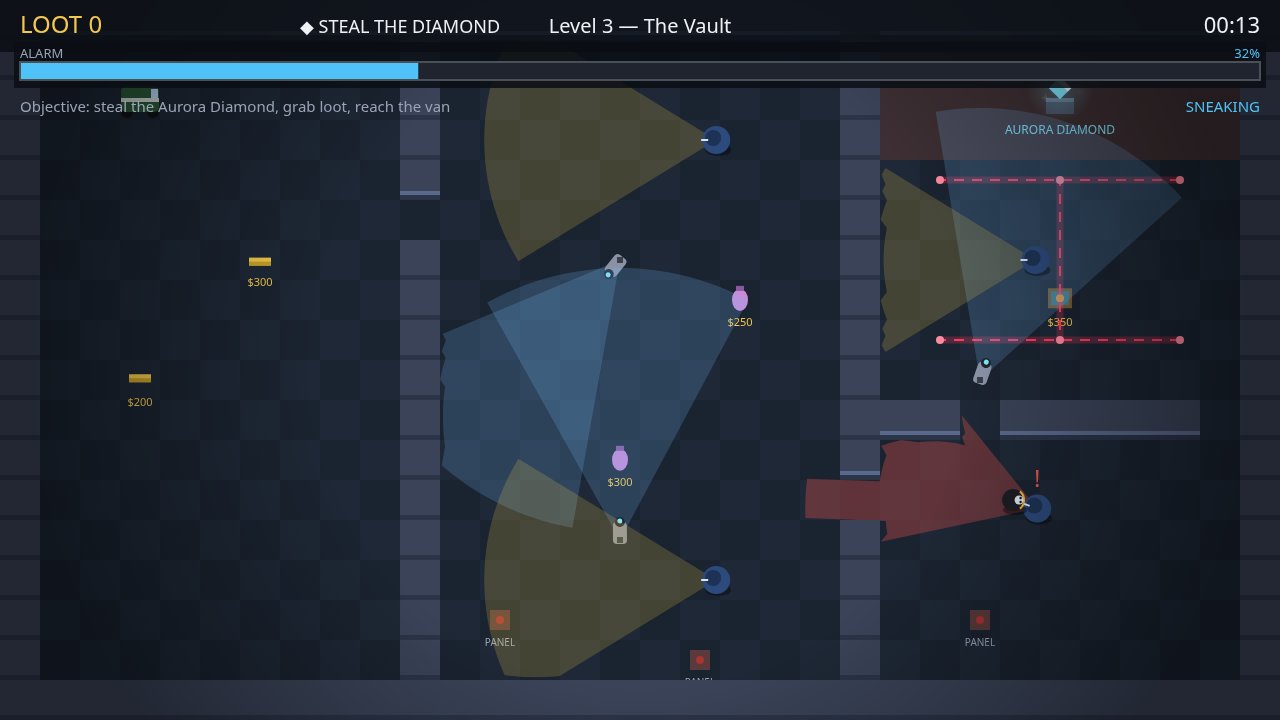 LOOT 0
◆ STEAL THE DIAMOND
Level 3 — The Vault
00:13
ALARM
32%
Objective: steal the Aurora Diamond, grab loot, reach the van
SNEAKING
AURORA DIAMOND
$300
$250
$350
$200
$300
!
PANEL
PANEL
PANEL